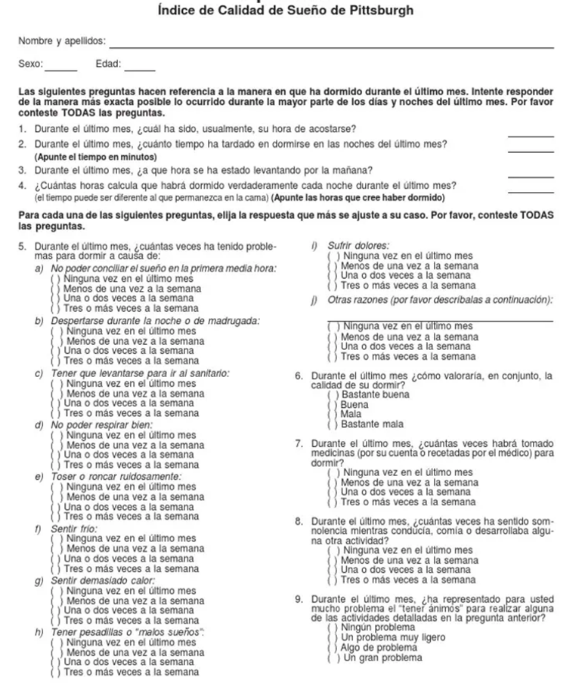 Índice de Calidad de Sueño de Pittsburgh
Nombre y apellidos:
Sexo: Edad:
Las siguientes preguntas hacen referencia a la manera en que ha dormido durante el último mes. Intente responder
de la manera más exacta posible lo ocurrido durante la mayor parte de los días y noches del último mes. Por favor
conteste TODAS las preguntas.
1. Durante el último mes, ¿cuál ha sido, usualmente, su hora de acostarse?
2. Durante el último mes, ¿cuánto tiempo ha tardado en dormirse en las noches del último mes?
(Apunte el tiempo en minutos)
3. Durante el último mes, ¿a que hora se ha estado levantando por la mañana?
4. ¿Cuántas horas calcula que habrá dormido verdaderamente cada noche durante el último mes?
(el tiempo puede ser diferente al que permanezca en la cama) (Apunte las horas que cree haber dormido)
Para cada una de las siguientes preguntas, elija la respuesta que más se ajuste a su caso. Por favor, conteste TODAS
las preguntas.
5. Durante el último mes, ¿cuántas veces ha tenido proble-
mas para dormir a causa de:
a) No poder conciliar el sueño en la primera media hora:
( ) Ninguna vez en el último mes
( ) Menos de una vez a la semana
( ) Una o dos veces a la semana
( ) Tres o más veces a la semana
b) Despertarse durante la noche o de madrugada:
( ) Ninguna vez en el último mes
( ) Menos de una vez a la semana
( ) Una o dos veces a la semana
( ) Tres o más veces a la semana
c) Tener que levantarse para ir al sanitario:
( ) Ninguna vez en el último mes
( ) Menos de una vez a la semana
( ) Una o dos veces a la semana
( ) Tres o más veces a la semana
d) No poder respirar bien:
( ) Ninguna vez en el último mes
( ) Menos de una vez a la semana
( ) Una o dos veces a la semana
( ) Tres o más veces a la semana
e) Toser o roncar ruidosamente:
( ) Ninguna vez en el último mes
( ) Menos de una vez a la semana
( ) Una o dos veces a la semana
( ) Tres o más veces a la semana
f) Sentir frío:
( ) Ninguna vez en el último mes
( ) Menos de una vez a la semana
( ) Una o dos veces a la semana
( ) Tres o más veces a la semana
g) Sentir demasiado calor:
( ) Ninguna vez en el último mes
( ) Menos de una vez a la semana
( ) Una o dos veces a la semana
( ) Tres o más veces a la semana
h) Tener pesadillas o "malos sueños":
( ) Ninguna vez en el último mes
( ) Menos de una vez a la semana
( ) Una o dos veces a la semana
( ) Tres o más veces a la semana
i) Sufrir dolores:
( ) Ninguna vez en el último mes
( ) Menos de una vez a la semana
( ) Una o dos veces a la semana
( ) Tres o más veces a la semana
j) Otras razones (por favor descríbalas a continuación):
( ) Ninguna vez en el último mes
( ) Menos de una vez a la semana
( ) Una o dos veces a la semana
( ) Tres o más veces a la semana
6. Durante el último mes ¿cómo valoraría, en conjunto, la
calidad de su dormir?
( ) Bastante buena
( ) Buena
( ) Mala
( ) Bastante mala
7. Durante el último mes, ¿cuántas veces habrá tomado
medicinas (por su cuenta o recetadas por el médico) para
dormir?
( ) Ninguna vez en el último mes
( ) Menos de una vez a la semana
( ) Una o dos veces a la semana
( ) Tres o más veces a la semana
8. Durante el último mes, ¿cuántas veces ha sentido som-
nolencia mientras conducía, comía o desarrollaba algu-
na otra actividad?
( ) Ninguna vez en el último mes
( ) Menos de una vez a la semana
( ) Una o dos veces a la semana
( ) Tres o más veces a la semana
9. Durante el último mes, ¿ha representado para usted
mucho problema el "tener ánimos" para realizar alguna
de las actividades detalladas en la pregunta anterior?
( ) Ningún problema
( ) Un problema muy ligero
( ) Algo de problema
( ) Un gran problema